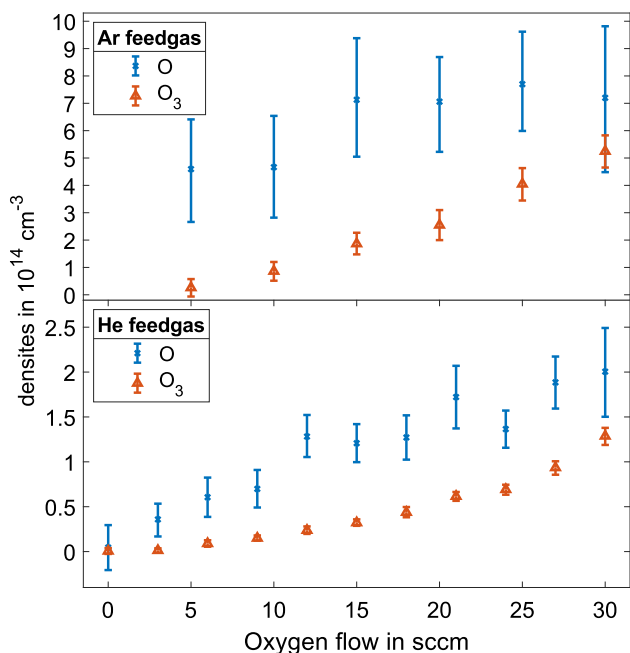 10
9
8
7
6
5
4
3
2
1
0
Ar feedgas
O
O₃
densites in 10¹⁴ cm⁻³
2.5
2
1.5
1
0.5
0
He feedgas
O
O₃
0 5 10 15 20 25 30
Oxygen flow in sccm